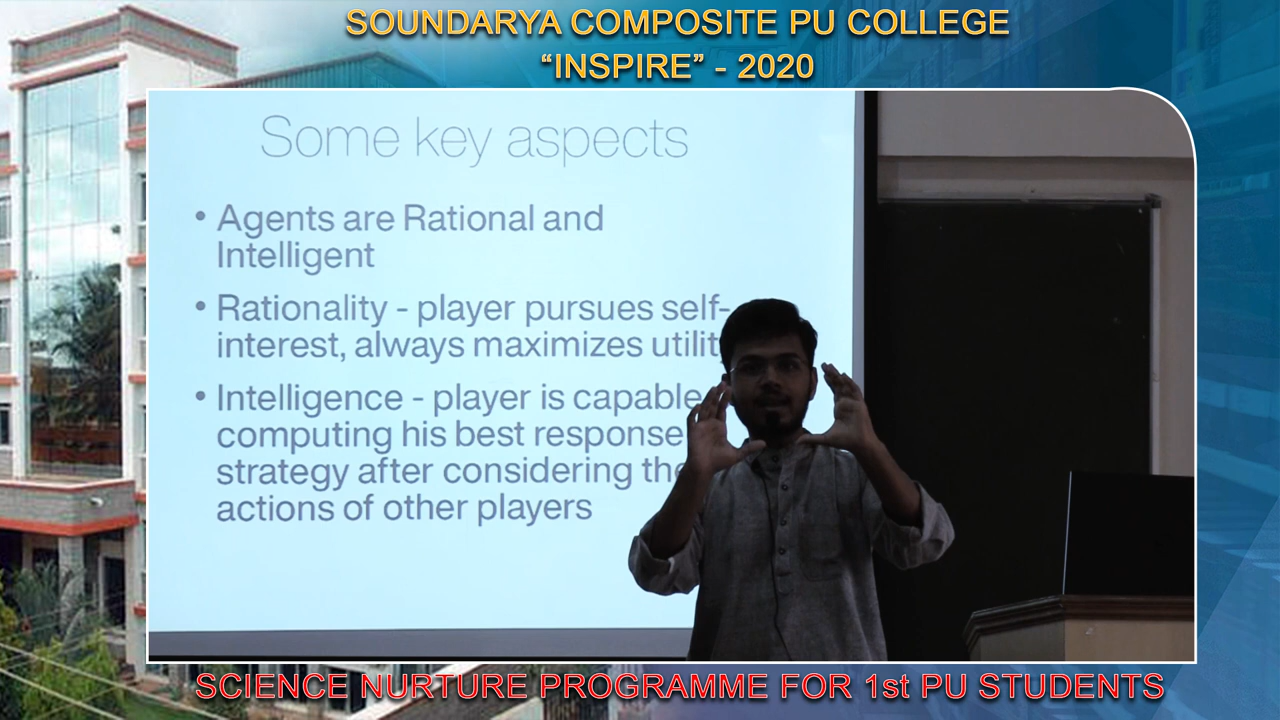 SOUNDARYA COMPOSITE PU COLLEGE
“INSPIRE” - 2020
Some key aspects
• Agents are Rational and
Intelligent
• Rationality - player pursues self-
interest, always maximizes utilit
• Intelligence - player is capable
computing his best response
strategy after considering the
actions of other players
SCIENCE NURTURE PROGRAMME FOR 1st PU STUDENTS